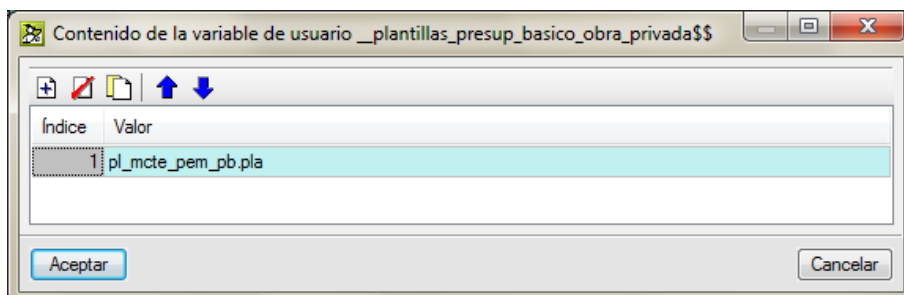 Contenido de la variable de usuario __plantillas_presup_basico_obra_privada$$
Índice Valor
1 pl_mcte_pem_pb.pla
Aceptar Cancelar